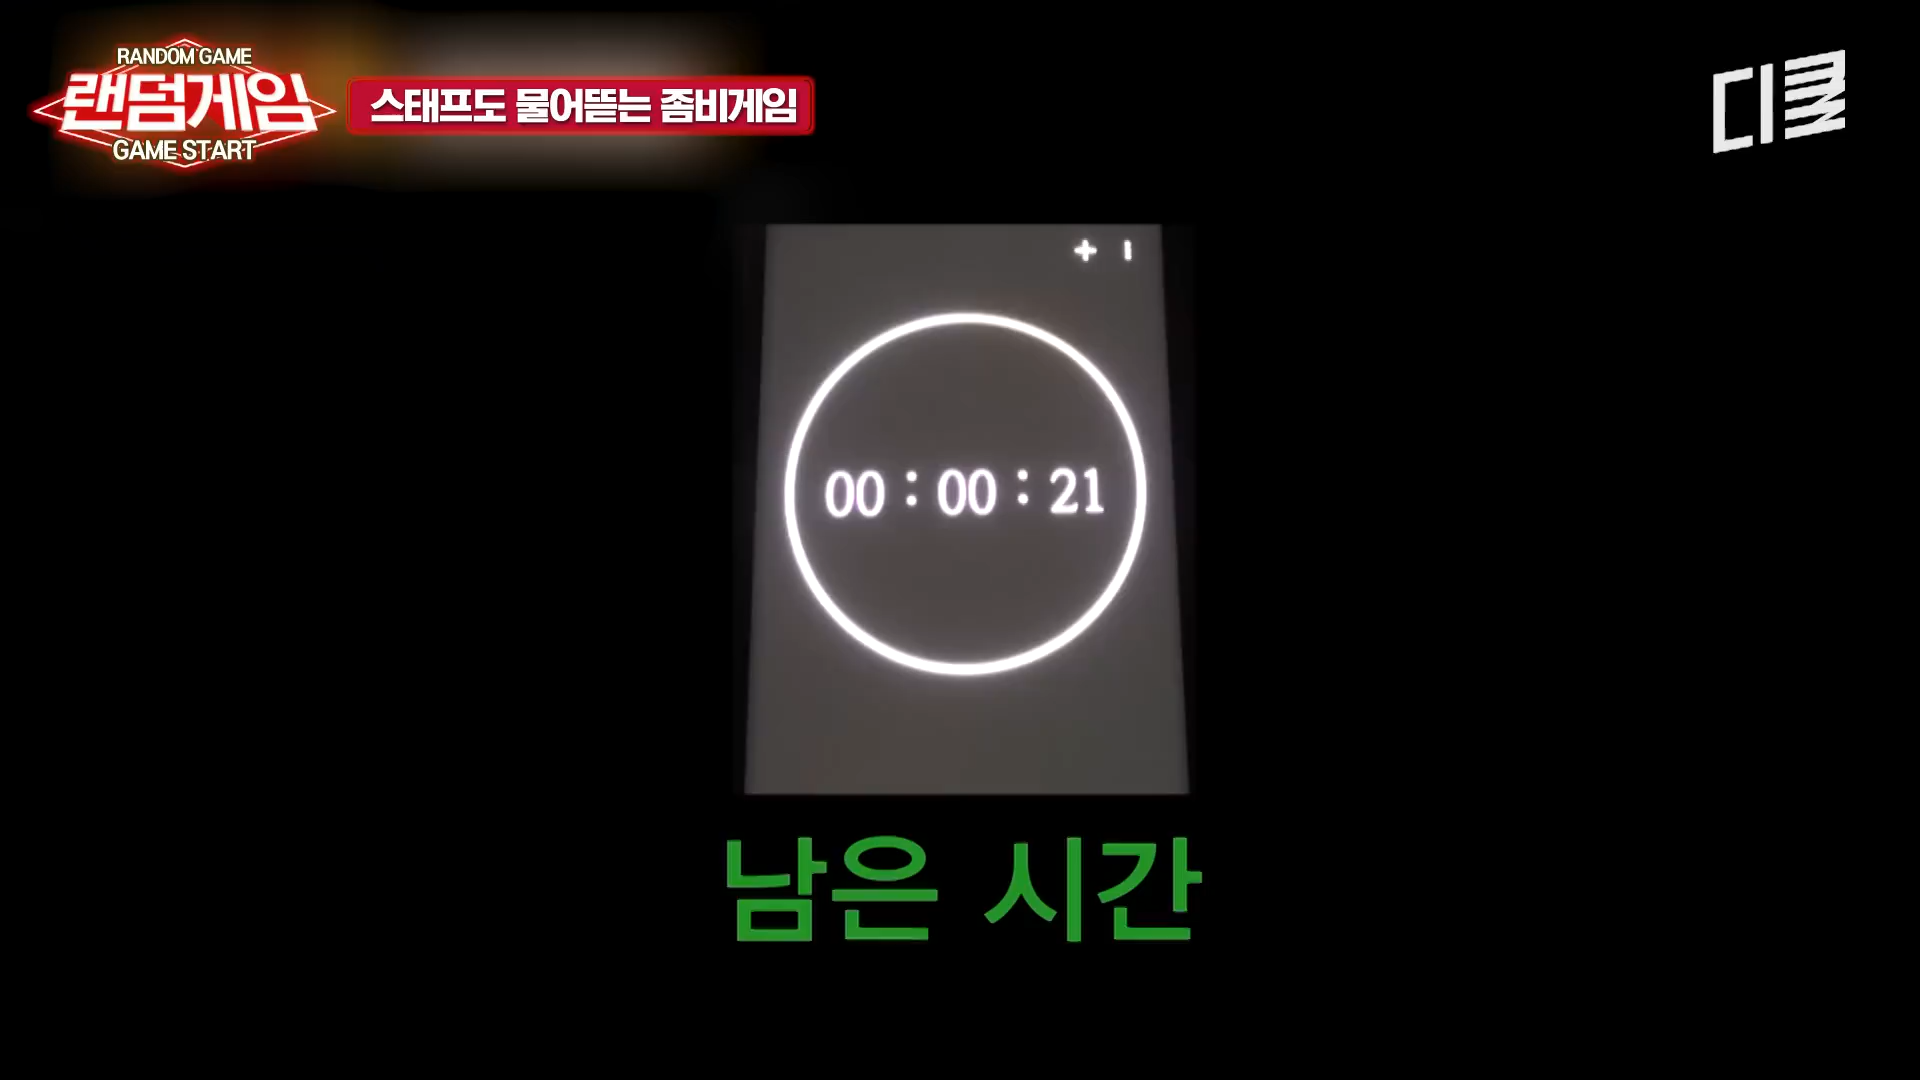 RANDOM GAME
랜덤게임
GAME START
스태프도 물어뜯는 좀비게임
디클
00 : 00 : 21
남은 시간